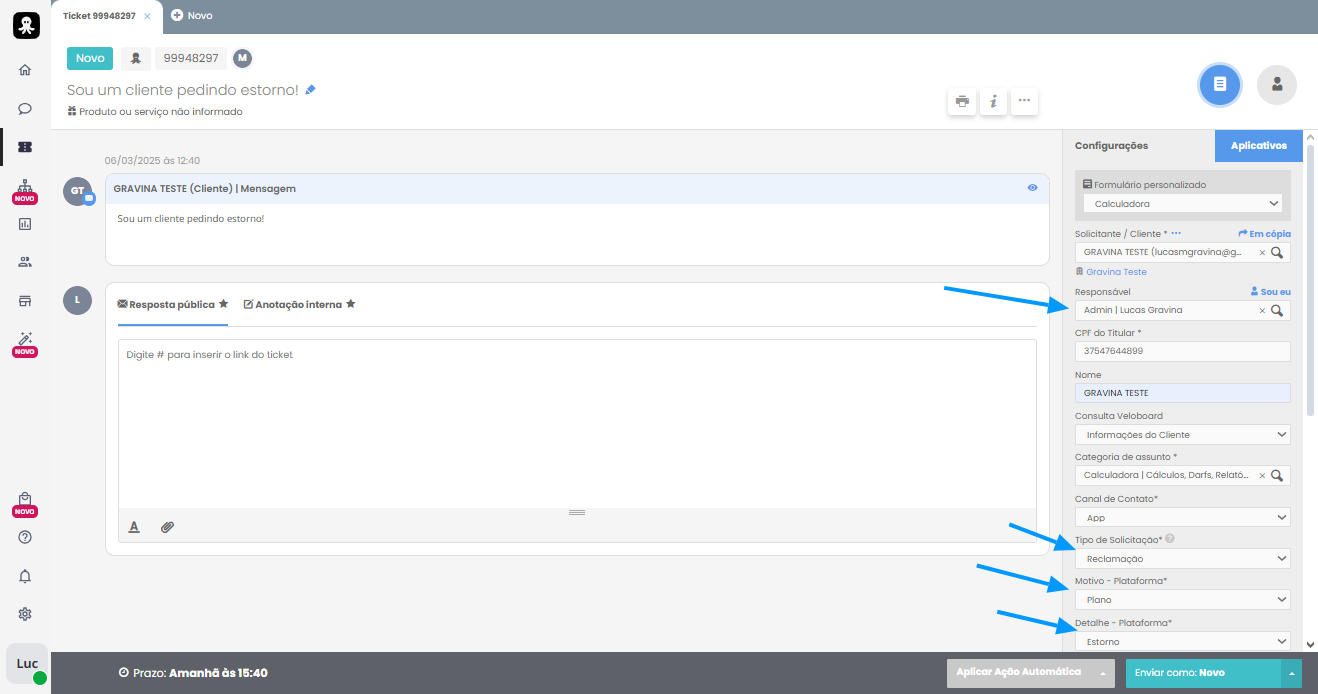 Ticket 99948297 ×
Novo
Novo
99948297
M
Sou um cliente pedindo estorno!
Produto ou serviço não informado
NOVO
NOVO
NOVO
Luc
06/03/2025 às 12:40
GT
GRAVINA TESTE (Cliente) | Mensagem
Sou um cliente pedindo estorno!
L
Resposta pública
Anotação interna
Digite # para inserir o link do ticket
A
Configurações
Aplicativos
Formulário personalizado
Calculadora
Solicitante / Cliente * ···
Em cópia
GRAVINA TESTE (lucasmgravina@g... ×
Gravina Teste
Responsável
Sou eu
Admin | Lucas Gravina ×
CPF do Titular *
37547644899
Nome
GRAVINA TESTE
Consulta Veloboard
Informações do Cliente
Categoria de assunto *
Calculadora | Cálculos, Darfs, Relató... ×
Canal de Contato*
App
Tipo de Solicitação*
Reclamação
Motivo - Plataforma*
Plano
Detalhe - Plataforma*
Estorno
Prazo: Amanhã às 15:40
Aplicar Ação Automática
Enviar como: Novo